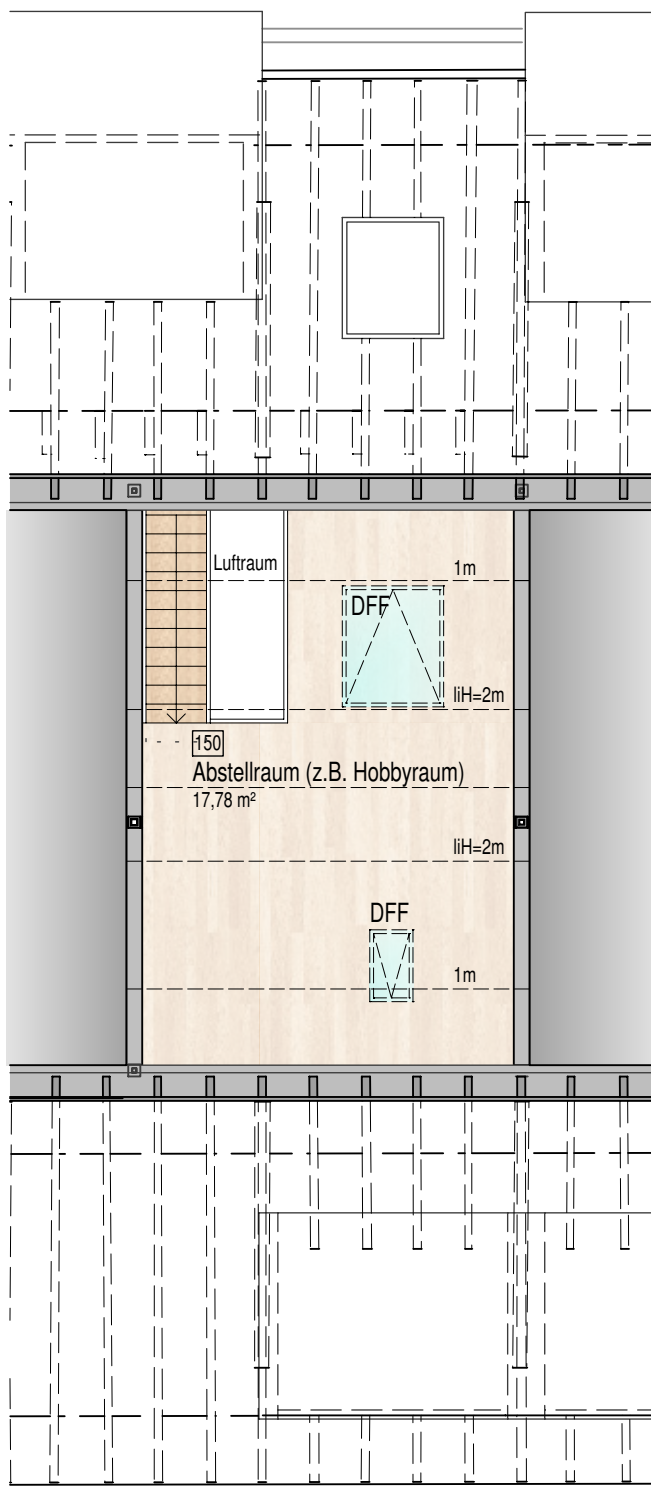 Luftraum
1m
DFF
liH=2m
150
Abstellraum (z.B. Hobbyraum)
17,78 m²
liH=2m
DFF
1m